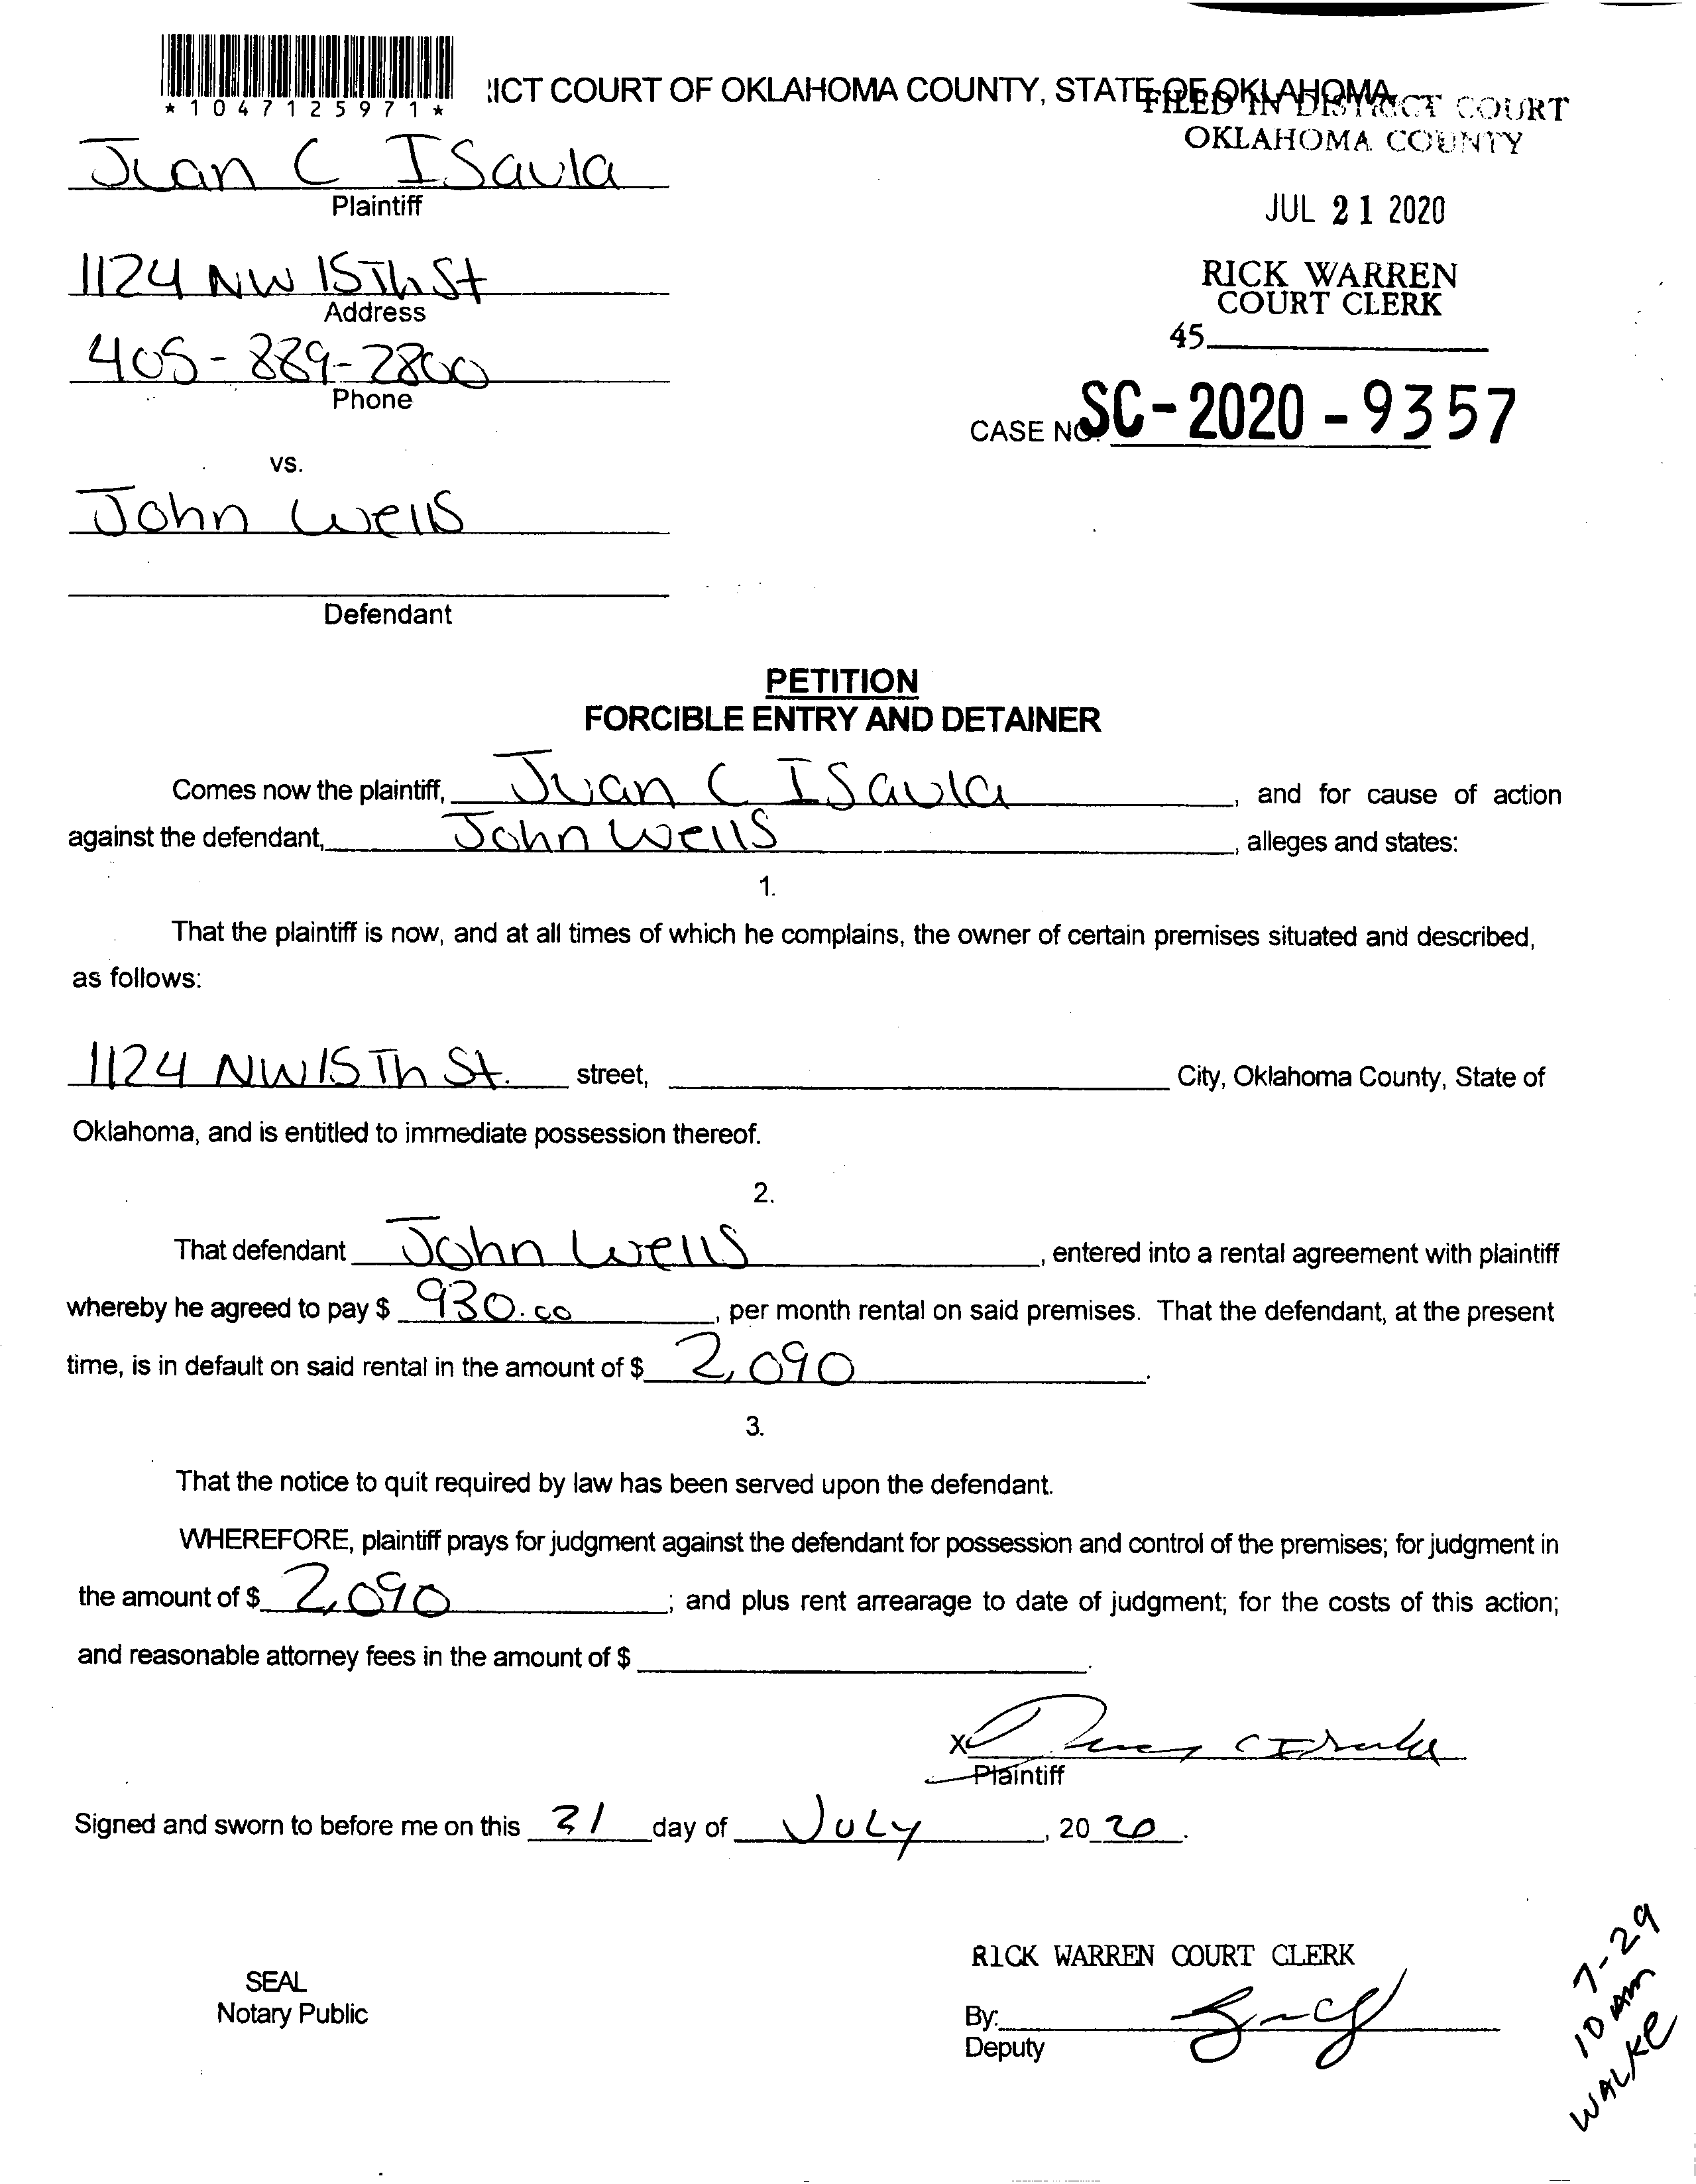 *1047125971*
ICT COURT OF OKLAHOMA COUNTY, STATE OF OKLAHOMA
FILED IN DISTRICT COURT
OKLAHOMA COUNTY
JUL 21 2020
RICK WARREN
COURT CLERK
45
CASE NO. SC-2020-9357
Juan C ISaula
Plaintiff
1124 NW 15Th St
Address
405-889-2800
Phone
vs.
John Wells
Defendant
PETITION
FORCIBLE ENTRY AND DETAINER
Comes now the plaintiff, Juan C ISaula, and for cause of action
against the defendant, John Wells, alleges and states:
1.
That the plaintiff is now, and at all times of which he complains, the owner of certain premises situated and described,
as follows:
1124 NW 15Th St. street, City, Oklahoma County, State of
Oklahoma, and is entitled to immediate possession thereof.
2.
That defendant John Wells, entered into a rental agreement with plaintiff
whereby he agreed to pay $ 930.00, per month rental on said premises. That the defendant, at the present
time, is in default on said rental in the amount of $ 2,090.
3.
That the notice to quit required by law has been served upon the defendant.
WHEREFORE, plaintiff prays for judgment against the defendant for possession and control of the premises; for judgment in
the amount of $ 2,090; and plus rent arrearage to date of judgment; for the costs of this action;
and reasonable attorney fees in the amount of $.
X
Plaintiff
Signed and sworn to before me on this 21 day of JULY, 20 20.
RICK WARREN COURT CLERK
SEAL
Notary Public
By:
Deputy
7-29
10 AM
WALKE